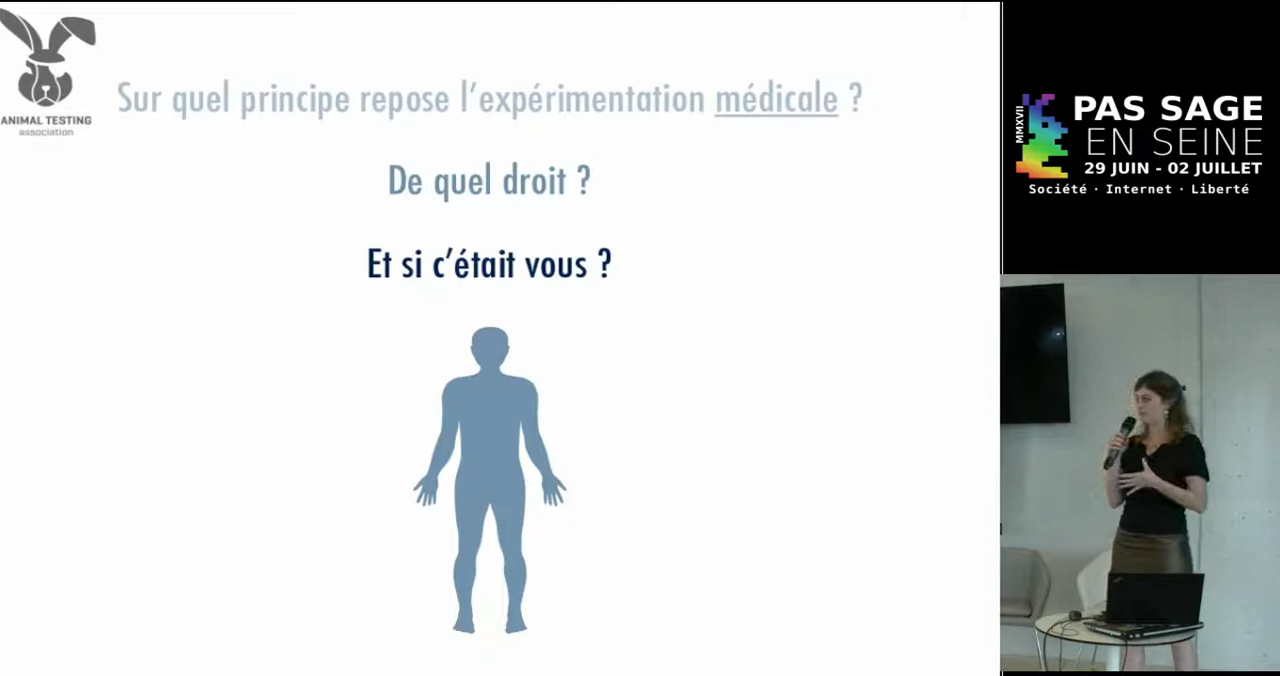 ANIMAL TESTING
association
Sur quel principe repose l'expérimentation médicale ?
De quel droit ?
Et si c'était vous ?
MMXVII
PAS SAGE
EN SEINE
29 JUIN - 02 JUILLET
Société · Internet · Liberté